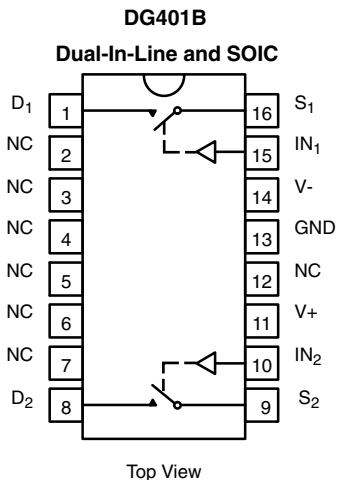 DG401B
Dual-In-Line and SOIC
D1 1 16 S1
NC 2 15 IN1
NC 3 14 V-
NC 4 13 GND
NC 5 12 NC
NC 6 11 V+
NC 7 10 IN2
D2 8 9 S2
Top View